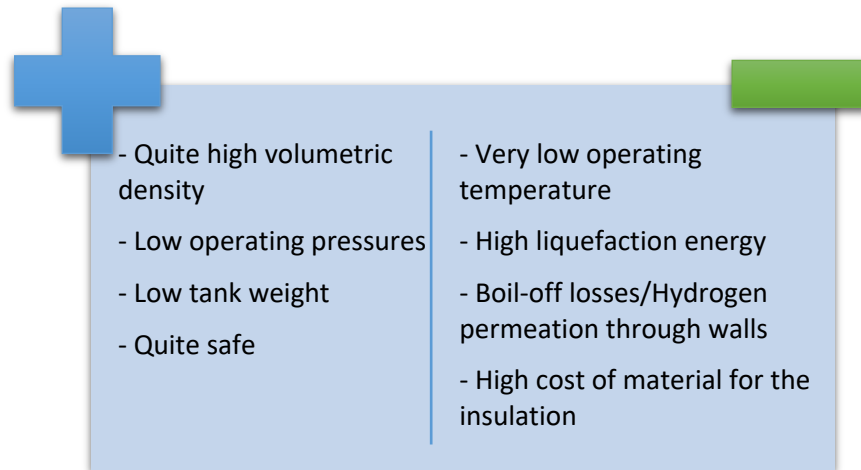 - Quite high volumetric
density
- Low operating pressures
- Low tank weight
- Quite safe
- Very low operating
temperature
- High liquefaction energy
- Boil-off losses/Hydrogen
permeation through walls
- High cost of material for the
insulation